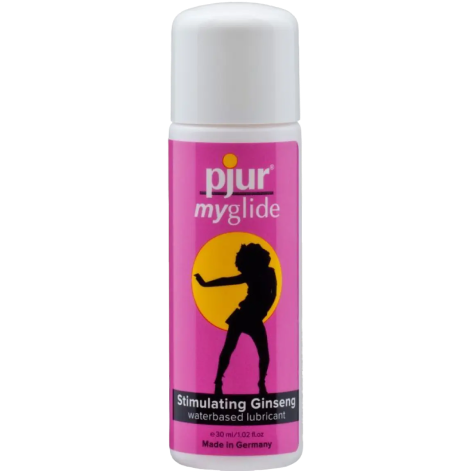 pjur®
myglide
Stimulating Ginseng
waterbased lubricant
e 30 ml/1.02 fl.oz
Made in Germany